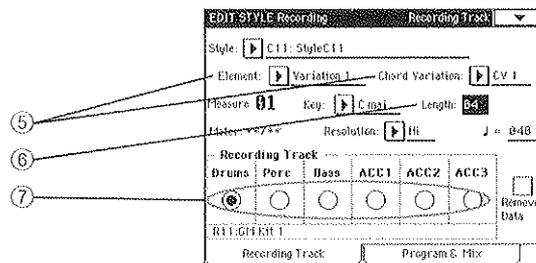 EDIT STYLE Recording Recording Track
Style: C11: StyleC11
Element: Variation 1 Chord Variation: CV 1
Measure 01 Key: C maj Length: 04
Meter **/** Resolution: Hi ♩ = 040
Recording Track
Drums Perc Bass ACC1 ACC2 ACC3
Remove
Data
R11:GM Kit 1
Recording Track Program & Mix
5
6
7